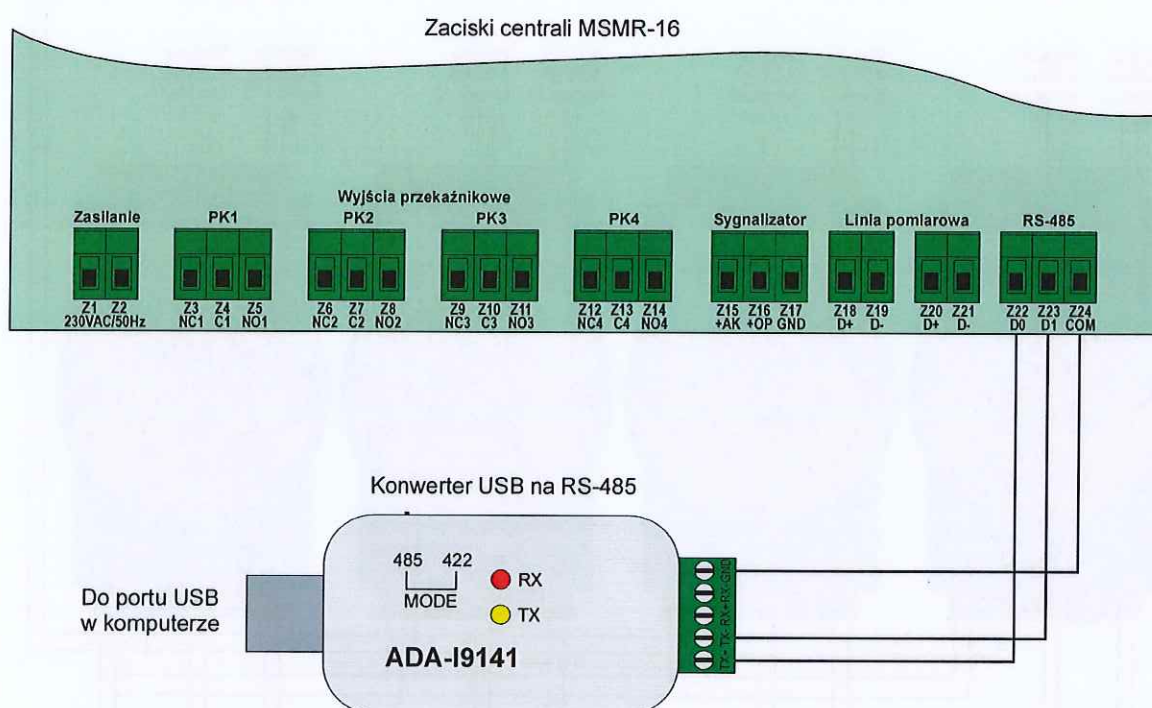 Zaciski centrali MSMR-16
Wyjścia przekaźnikowe
Zasilanie PK1 PK2 PK3 PK4 Sygnalizator Linia pomiarowa RS-485
Z1 Z2 Z3 Z4 Z5 Z6 Z7 Z8 Z9 Z10 Z11 Z12 Z13 Z14 Z15 Z16 Z17 Z18 Z19 Z20 Z21 Z22 Z23 Z24
230VAC/50Hz NC1 C1 NO1 NC2 C2 NO2 NC3 C3 NO3 NC4 C4 NO4 +AK +OP GND D+ D- D+ D- D0 D1 COM
Konwerter USB na RS-485
485 422
MODE
RX
TX
Do portu USB
w komputerze
ADA-I9141
TX+ TX- RX+ RX- GND